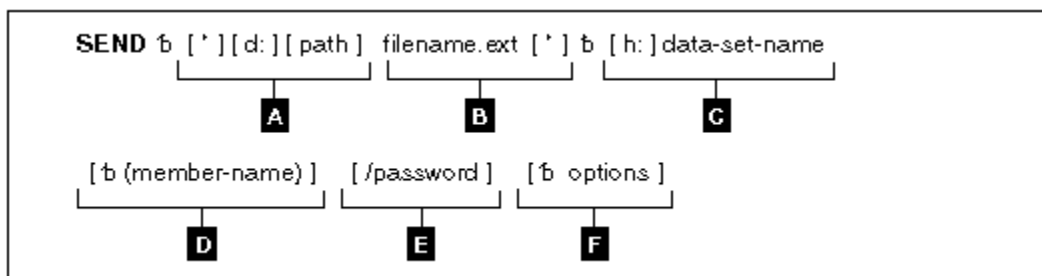 SEND ƀ [ ' ] [ d: ] [ path ] filename.ext [ ' ] ƀ [ h: ] data-set-name
A B C
[ ƀ (member-name) ] [ /password ] [ ƀ options ]
D E F